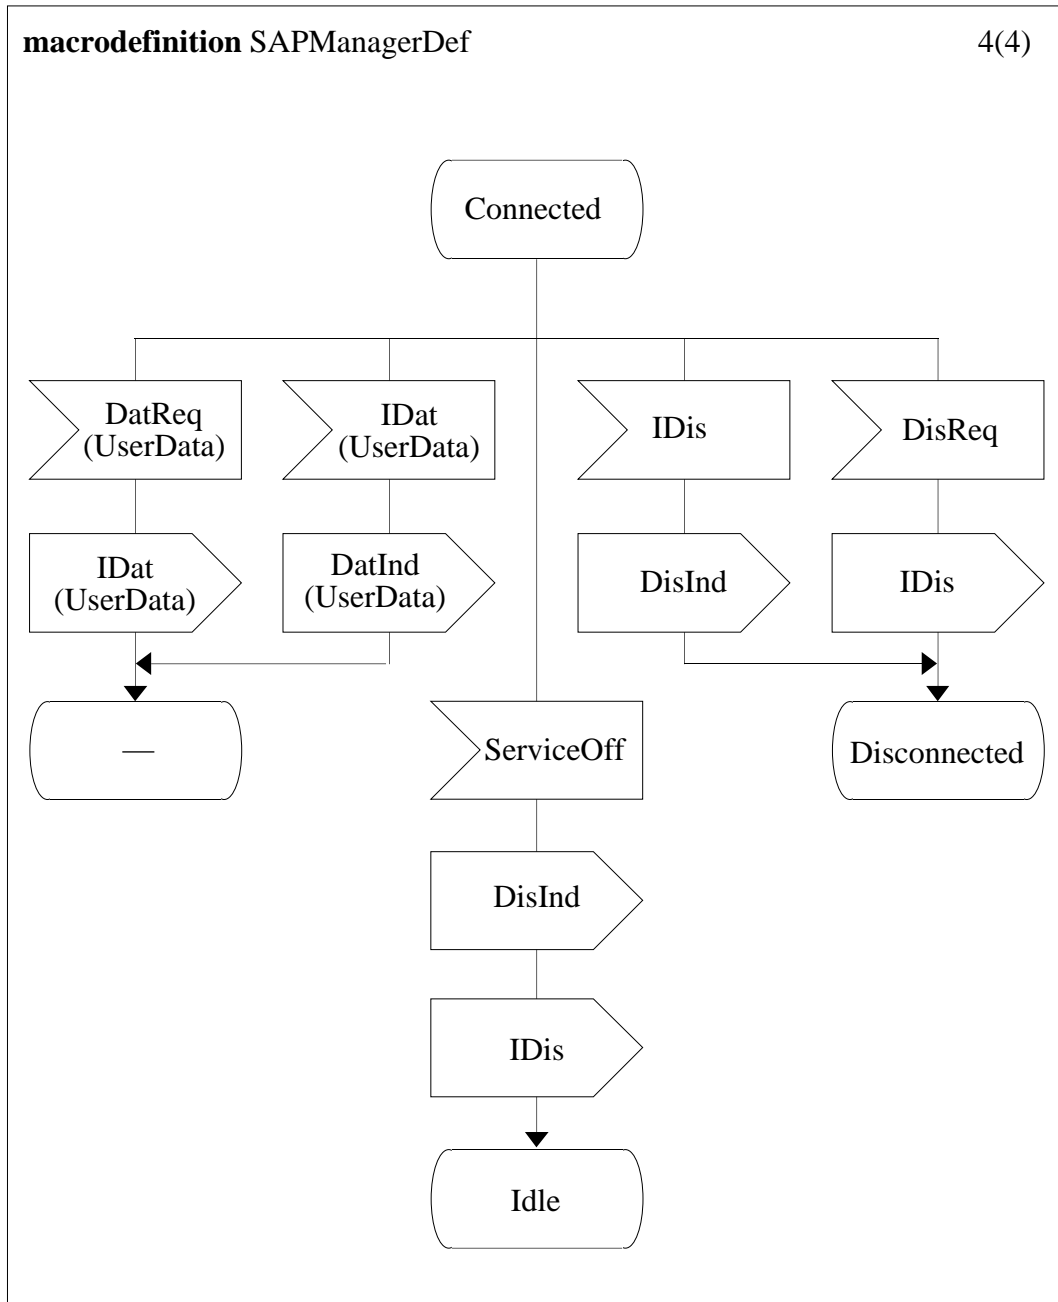 macrodefinition SAPManagerDef 4(4)
Connected
DatReq
(UserData)
IDat
(UserData)
IDis
DisReq
IDat
(UserData)
DatInd
(UserData)
DisInd
IDis
—
ServiceOff
Disconnected
DisInd
IDis
Idle